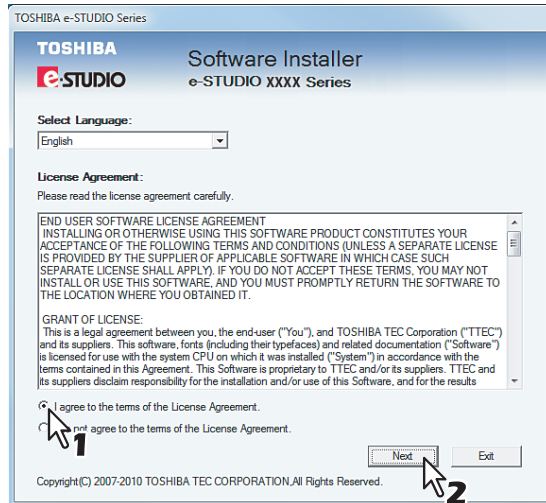 TOSHIBA e-STUDIO Series
TOSHIBA
e-STUDIO
Software Installer
e-STUDIO XXXX Series
Select Language:
English
License Agreement:
Please read the license agreement carefully.
END USER SOFTWARE LICENSE AGREEMENT
INSTALLING OR OTHERWISE USING THIS SOFTWARE PRODUCT CONSTITUTES YOUR
ACCEPTANCE OF THE FOLLOWING TERMS AND CONDITIONS (UNLESS A SEPARATE LICENSE
IS PROVIDED BY THE SUPPLIER OF APPLICABLE SOFTWARE IN WHICH CASE SUCH
SEPARATE LICENSE SHALL APPLY). IF YOU DO NOT ACCEPT THESE TERMS, YOU MAY NOT
INSTALL OR USE THIS SOFTWARE, AND YOU MUST PROMPTLY RETURN THE SOFTWARE TO
THE LOCATION WHERE YOU OBTAINED IT.
GRANT OF LICENSE:
This is a legal agreement between you, the end-user ("You"), and TOSHIBA TEC Corporation ("TTEC")
and its suppliers. This software, fonts (including their typefaces) and related documentation ("Software")
is licensed for use with the system CPU on which it was installed ("System") in accordance with the
terms contained in this Agreement. This Software is proprietary to TTEC and/or its suppliers. TTEC and
its suppliers disclaim responsibility for the installation and/or use of this Software, and for the results
I agree to the terms of the License Agreement.
not agree to the terms of the License Agreement.
1
Next
Exit
2
Copyright(C) 2007-2010 TOSHIBA TEC CORPORATION,All Rights Reserved.